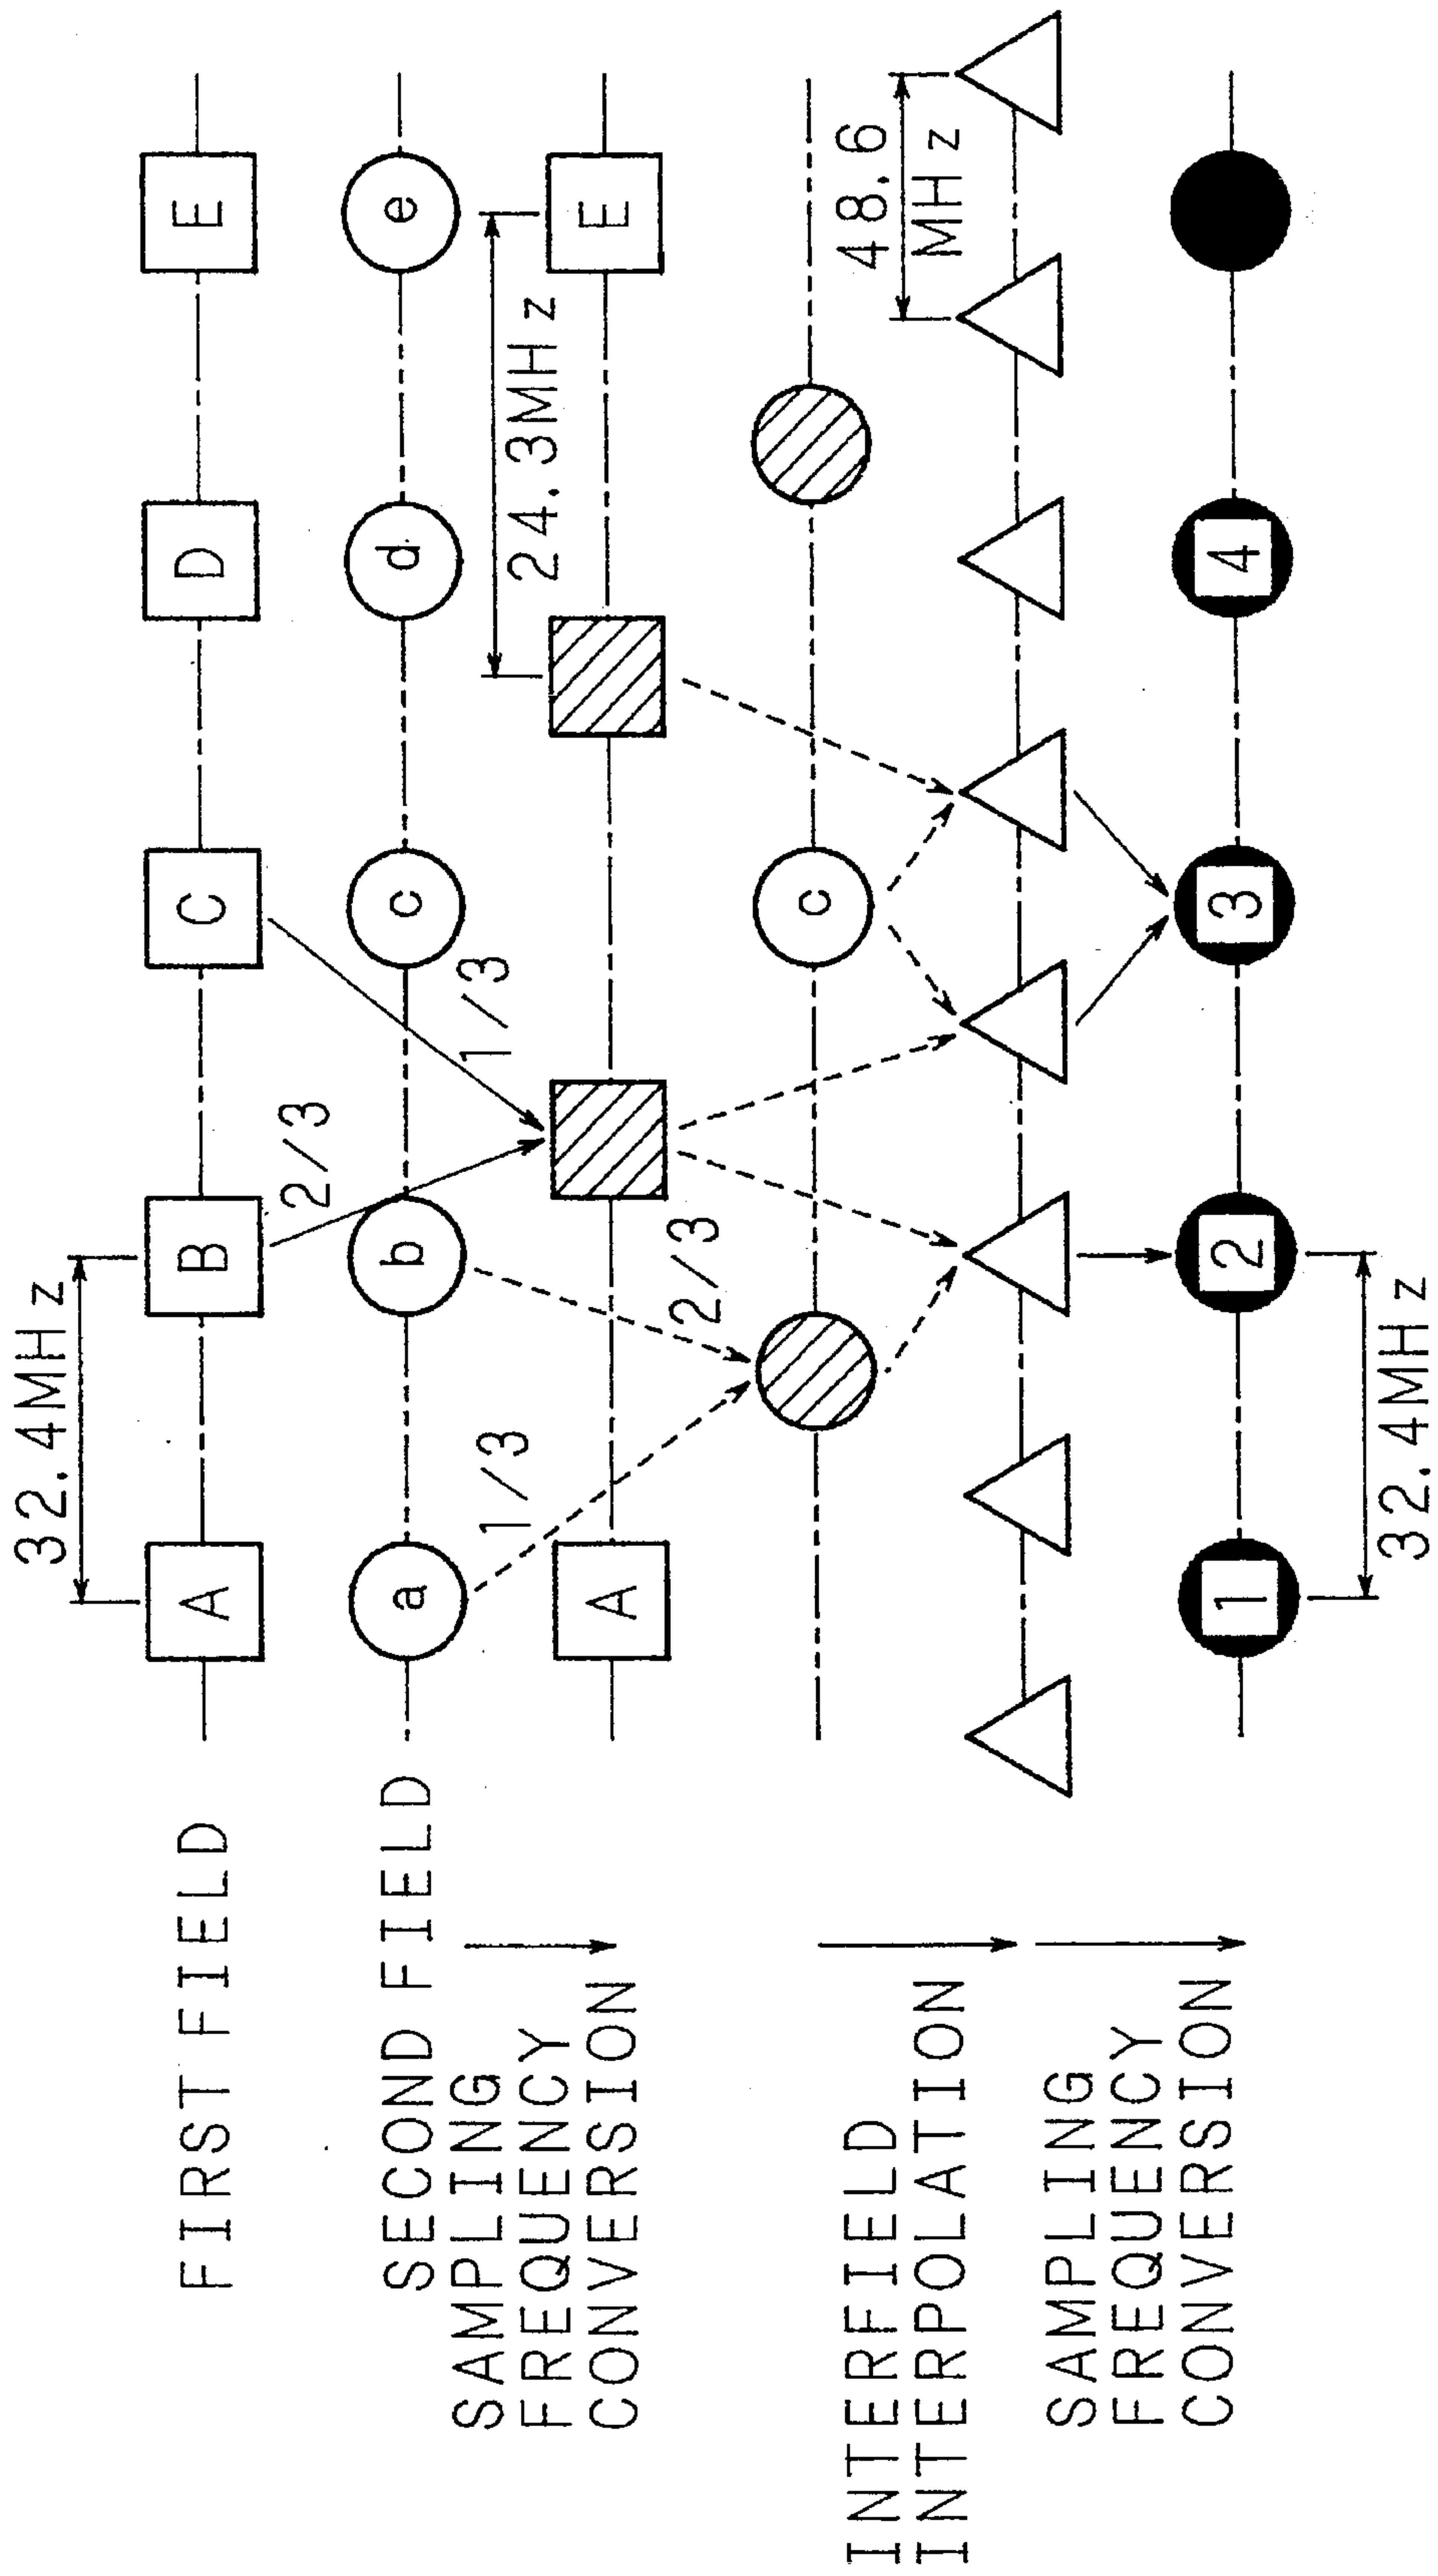 32.4MHz
FIRST FIELD
A
B
C
D
E
2/3
1/3
SECOND FIELD
a
b
c
d
e
SAMPLING
FREQUENCY
CONVERSION
1/3
24.3MHz
A
E
2/3
c
INTERFIELD
INTERPOLATION
48.6
MHz
SAMPLING
FREQUENCY
CONVERSION
1
2
3
4
32.4MHz